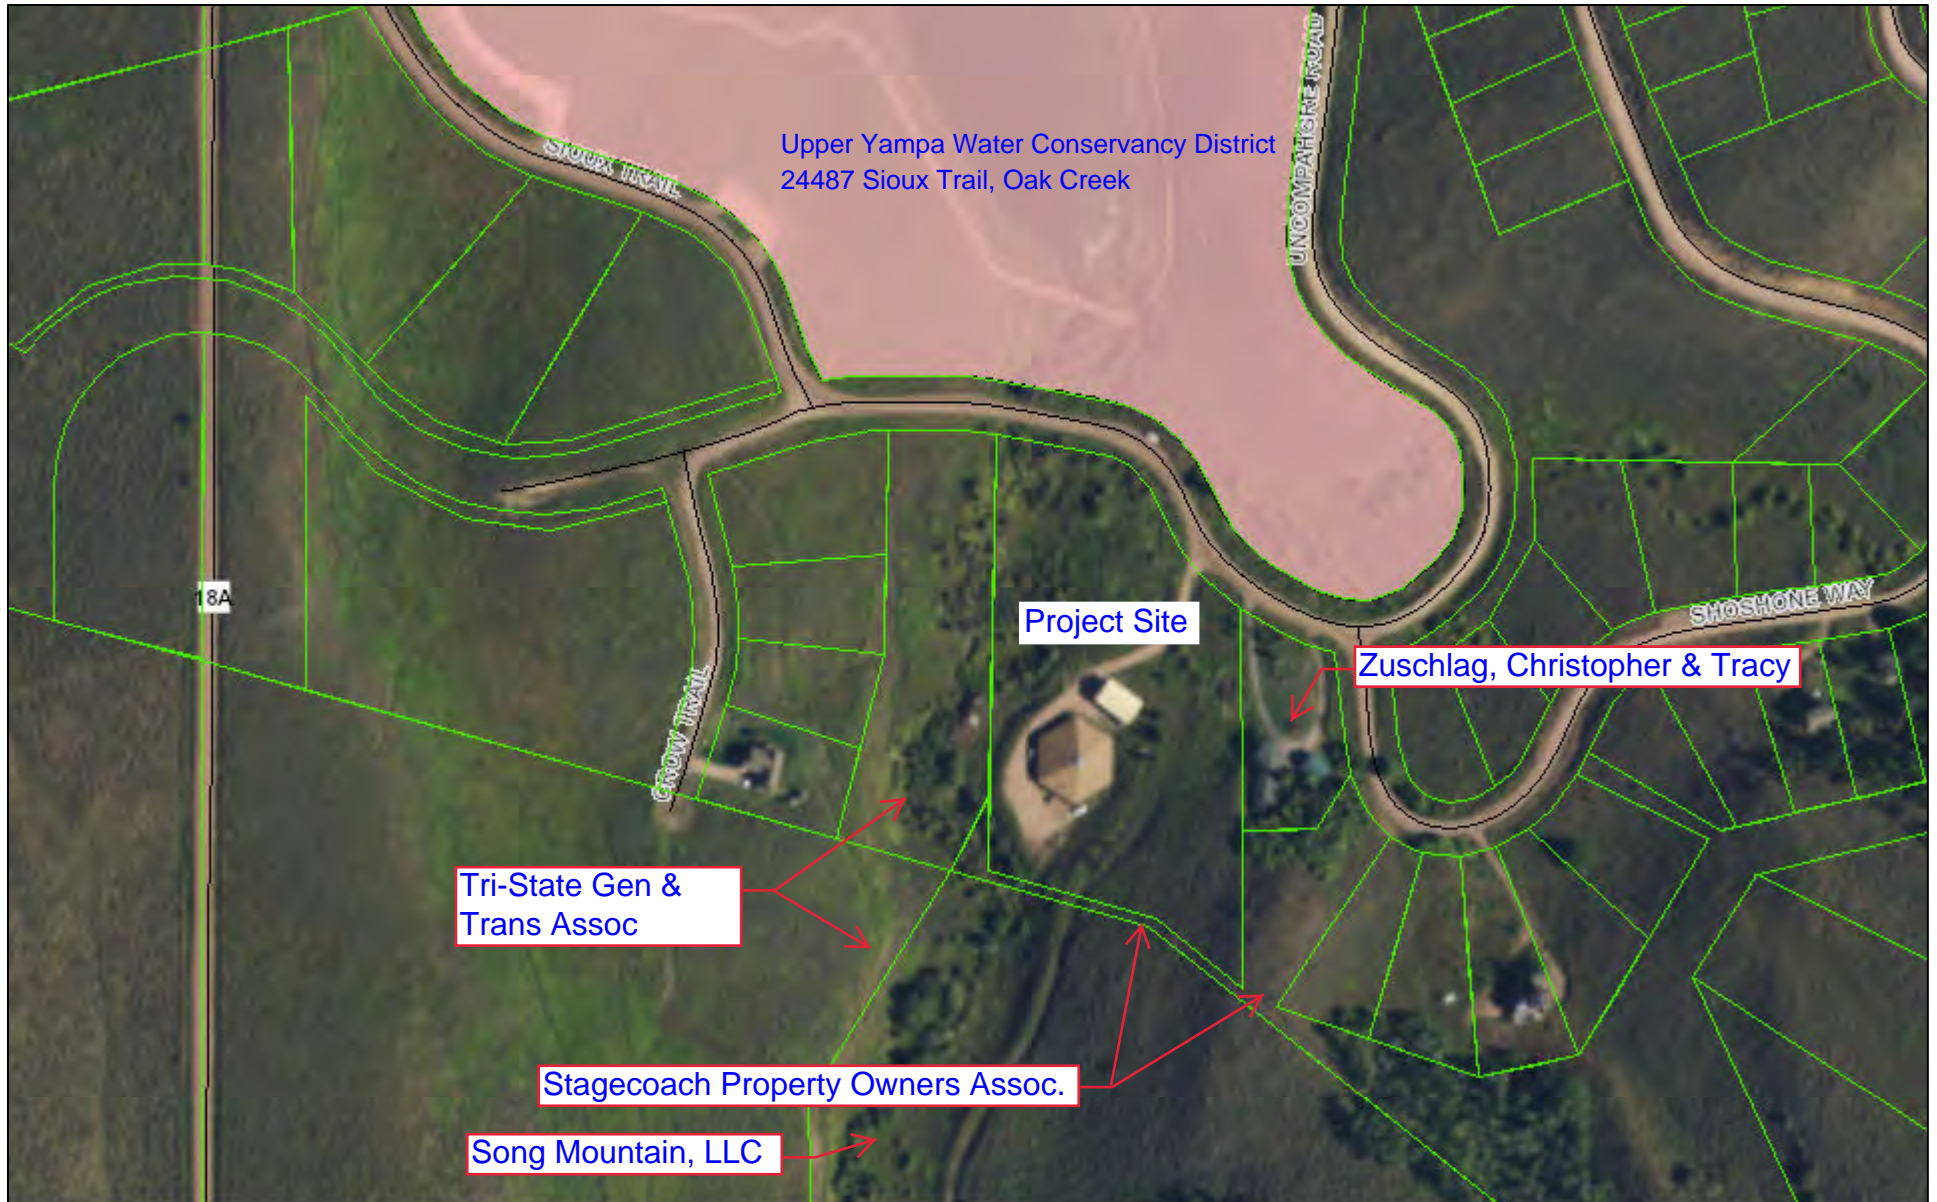 UNCOMPAHGRE ROAD
SIOUX TRAIL
Upper Yampa Water Conservancy District
24487 Sioux Trail, Oak Creek
18A
SHOSHONE WAY
Project Site
Zuschlag, Christopher & Tracy
CROW TRAIL
Tri-State Gen &
Trans Assoc
Stagecoach Property Owners Assoc.
Song Mountain, LLC